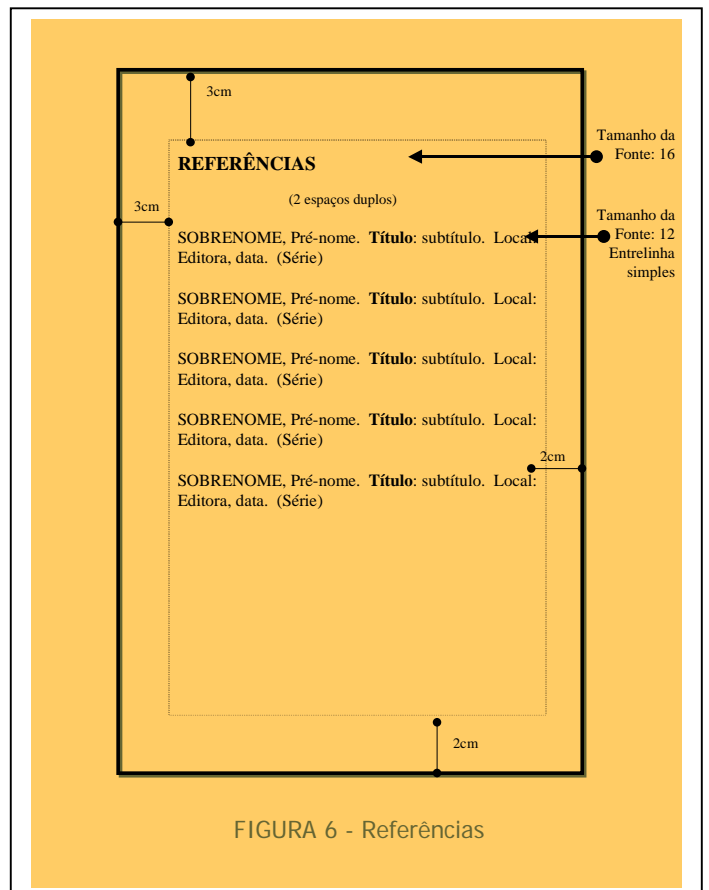 3cm
Tamanho da
Fonte: 16
REFERÊNCIAS
(2 espaços duplos)
3cm
Tamanho da
Fonte: 12
Entrelinha
simples
SOBRENOME, Pré-nome. Título: subtítulo. Local:
Editora, data. (Série)
SOBRENOME, Pré-nome. Título: subtítulo. Local:
Editora, data. (Série)
SOBRENOME, Pré-nome. Título: subtítulo. Local:
Editora, data. (Série)
SOBRENOME, Pré-nome. Título: subtítulo. Local:
Editora, data. (Série)
2cm
SOBRENOME, Pré-nome. Título: subtítulo. Local:
Editora, data. (Série)
2cm
FIGURA 6 - Referências